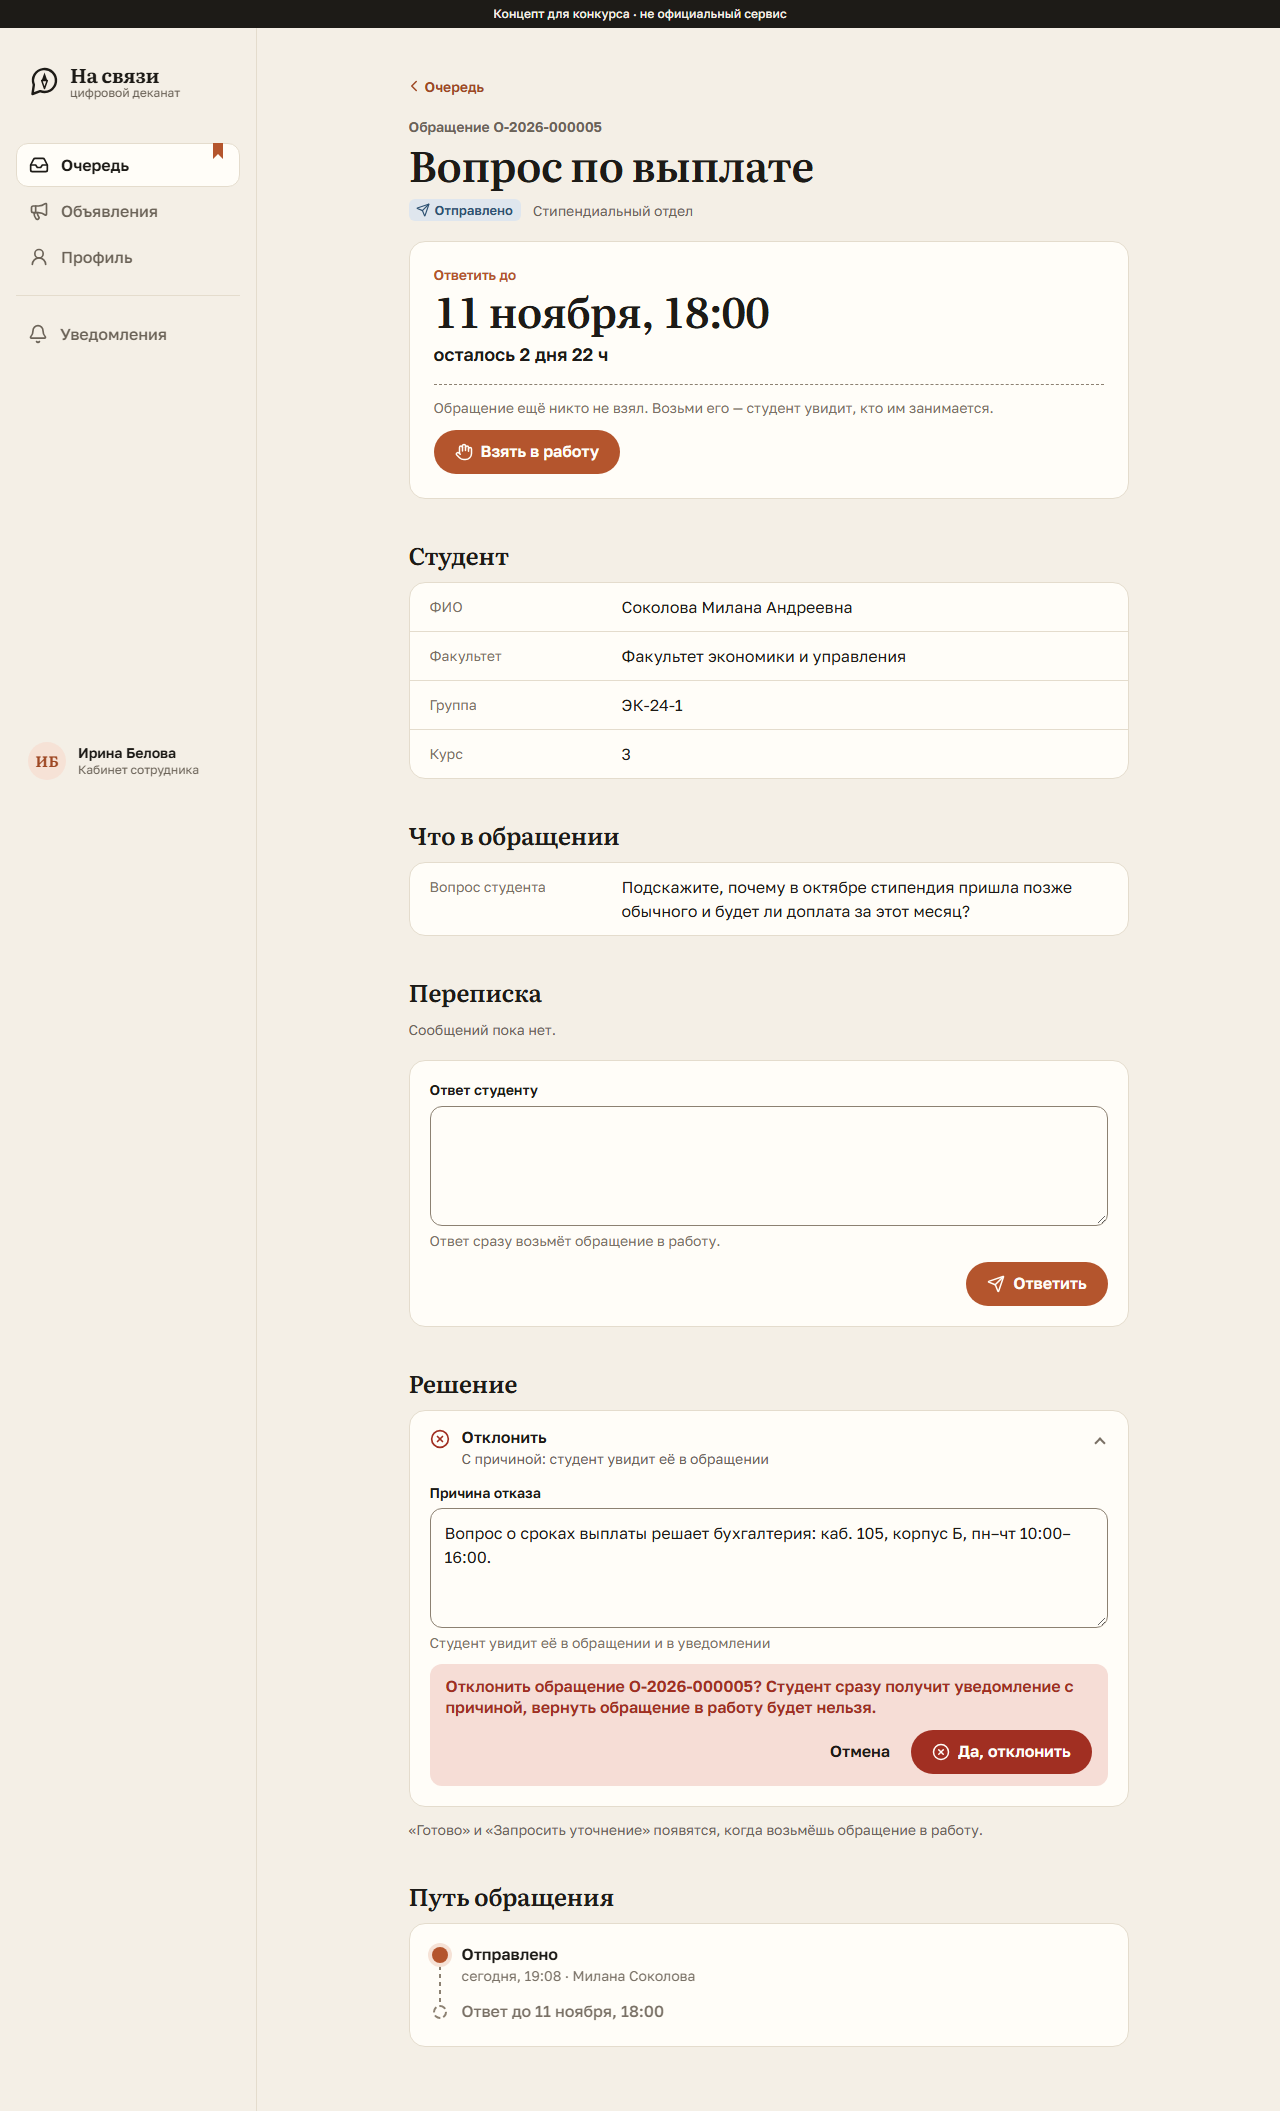 Концепт для конкурса · не официальный сервис
На связи
цифровой деканат
Очередь
Объявления
Профиль
Уведомления
ИБ
Ирина Белова
Кабинет сотрудника
Очередь
Обращение О-2026-000005
Вопрос по выплате
Отправлено
Стипендиальный отдел
Ответить до
11 ноября, 18:00
осталось 2 дня 22 ч
Обращение ещё никто не взял. Возьми его — студент увидит, кто им занимается.
Взять в работу
Студент
ФИО
Соколова Милана Андреевна
Факультет
Факультет экономики и управления
Группа
ЭК-24-1
Курс
3
Что в обращении
Вопрос студента
Подскажите, почему в октябре стипендия пришла позже
обычного и будет ли доплата за этот месяц?
Переписка
Сообщений пока нет.
Ответ студенту
Ответ сразу возьмёт обращение в работу.
Ответить
Решение
Отклонить
С причиной: студент увидит её в обращении
Причина отказа
Вопрос о сроках выплаты решает бухгалтерия: каб. 105, корпус Б, пн–чт 10:00–
16:00.
Студент увидит её в обращении и в уведомлении
Отклонить обращение О-2026-000005? Студент сразу получит уведомление с
причиной, вернуть обращение в работу будет нельзя.
Отмена
Да, отклонить
«Готово» и «Запросить уточнение» появятся, когда возьмёшь обращение в работу.
Путь обращения
Отправлено
сегодня, 19:08 · Милана Соколова
Ответ до 11 ноября, 18:00